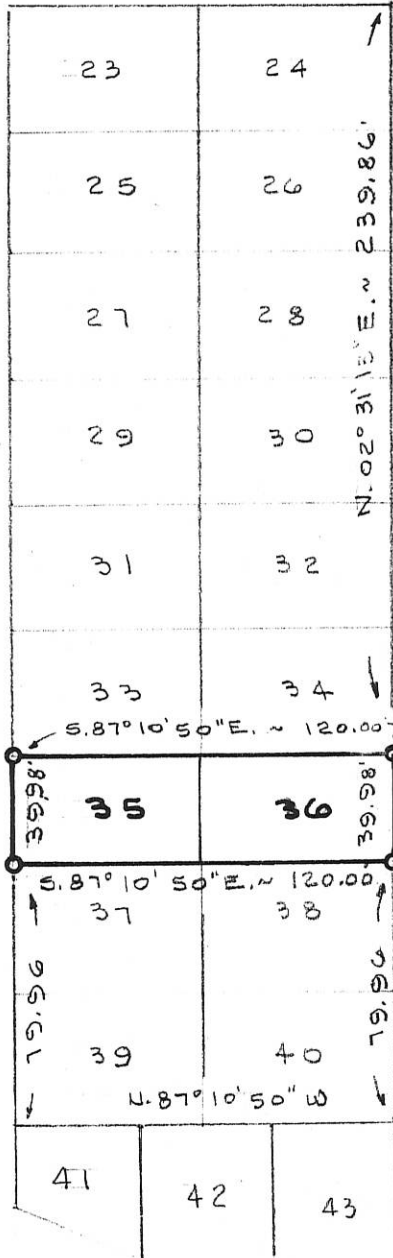 23 24
25 26
27 28
29 30
31 32
33 34
N. 02° 31' 13" E. ~ 239.86'
S. 87° 10' 50" E. ~ 120.00'
39.98' 35 36 39.98'
S. 87° 10' 50" E. ~ 120.00'
37 38
79.96 79.96
39 40
N. 87° 10' 50" W
41 42 43